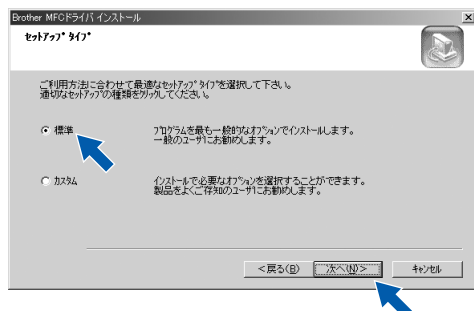 Brother MFCドライバ インストール
セットアップ タイプ
ご利用方法に合わせて最適なセットアップ タイプを選択して下さい。
適切なセットアップの種類をクリックしてください。
標準
プログラムを最も一般的なオプションでインストールします。
一般のユーザにお勧めします。
カスタム
インストールで必要なオプションを選択することができます。
製品をよくご存知のユーザにお勧めします。
<戻る(B) 次へ(N)> キャンセル